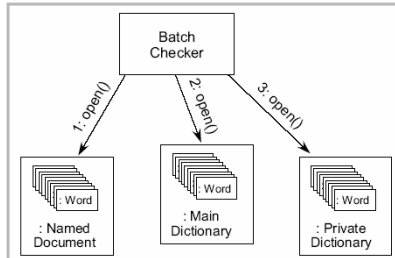 Batch
Checker
1: open()
2: open()
3: open()
: Word
: Named
Document
: Word
: Main
Dictionary
: Word
: Private
Dictionary